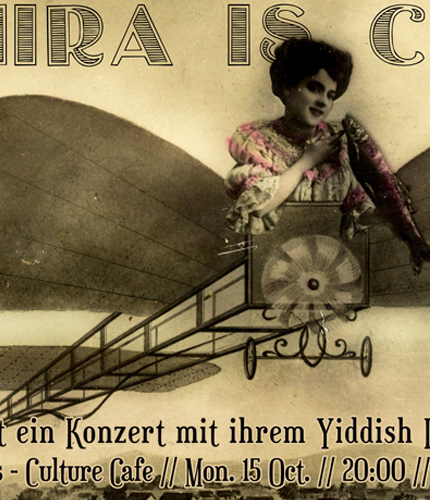 IRA IS C
t ein Konzert mit ihrem Yiddish
s - Culture Cafe // Mon. 15 Oct. // 20:00 //